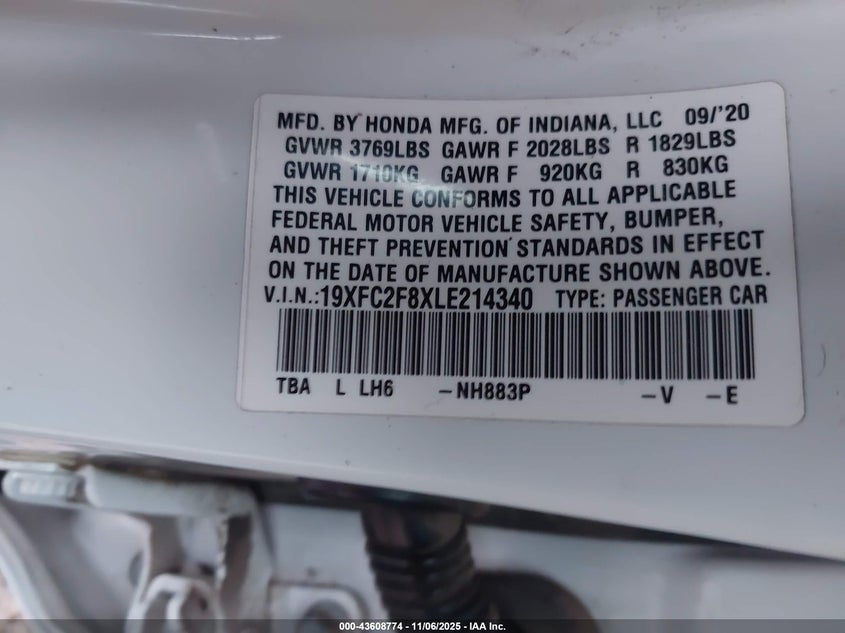 MFD. BY HONDA MFG. OF INDIANA, LLC 09/'20
GVWR 3769LBS GAWR F 2028LBS R 1829LBS
GVWR 1710KG GAWR F 920KG R 830KG
THIS VEHICLE CONFORMS TO ALL APPLICABLE
FEDERAL MOTOR VEHICLE SAFETY, BUMPER,
AND THEFT PREVENTION STANDARDS IN EFFECT
ON THE DATE OF MANUFACTURE SHOWN ABOVE.
V.I.N.:19XFC2F8XLE214340 TYPE: PASSENGER CAR
TBA L LH6 -NH883P -V -E
000-43608774 | 11/06/2025 - IAA Inc.